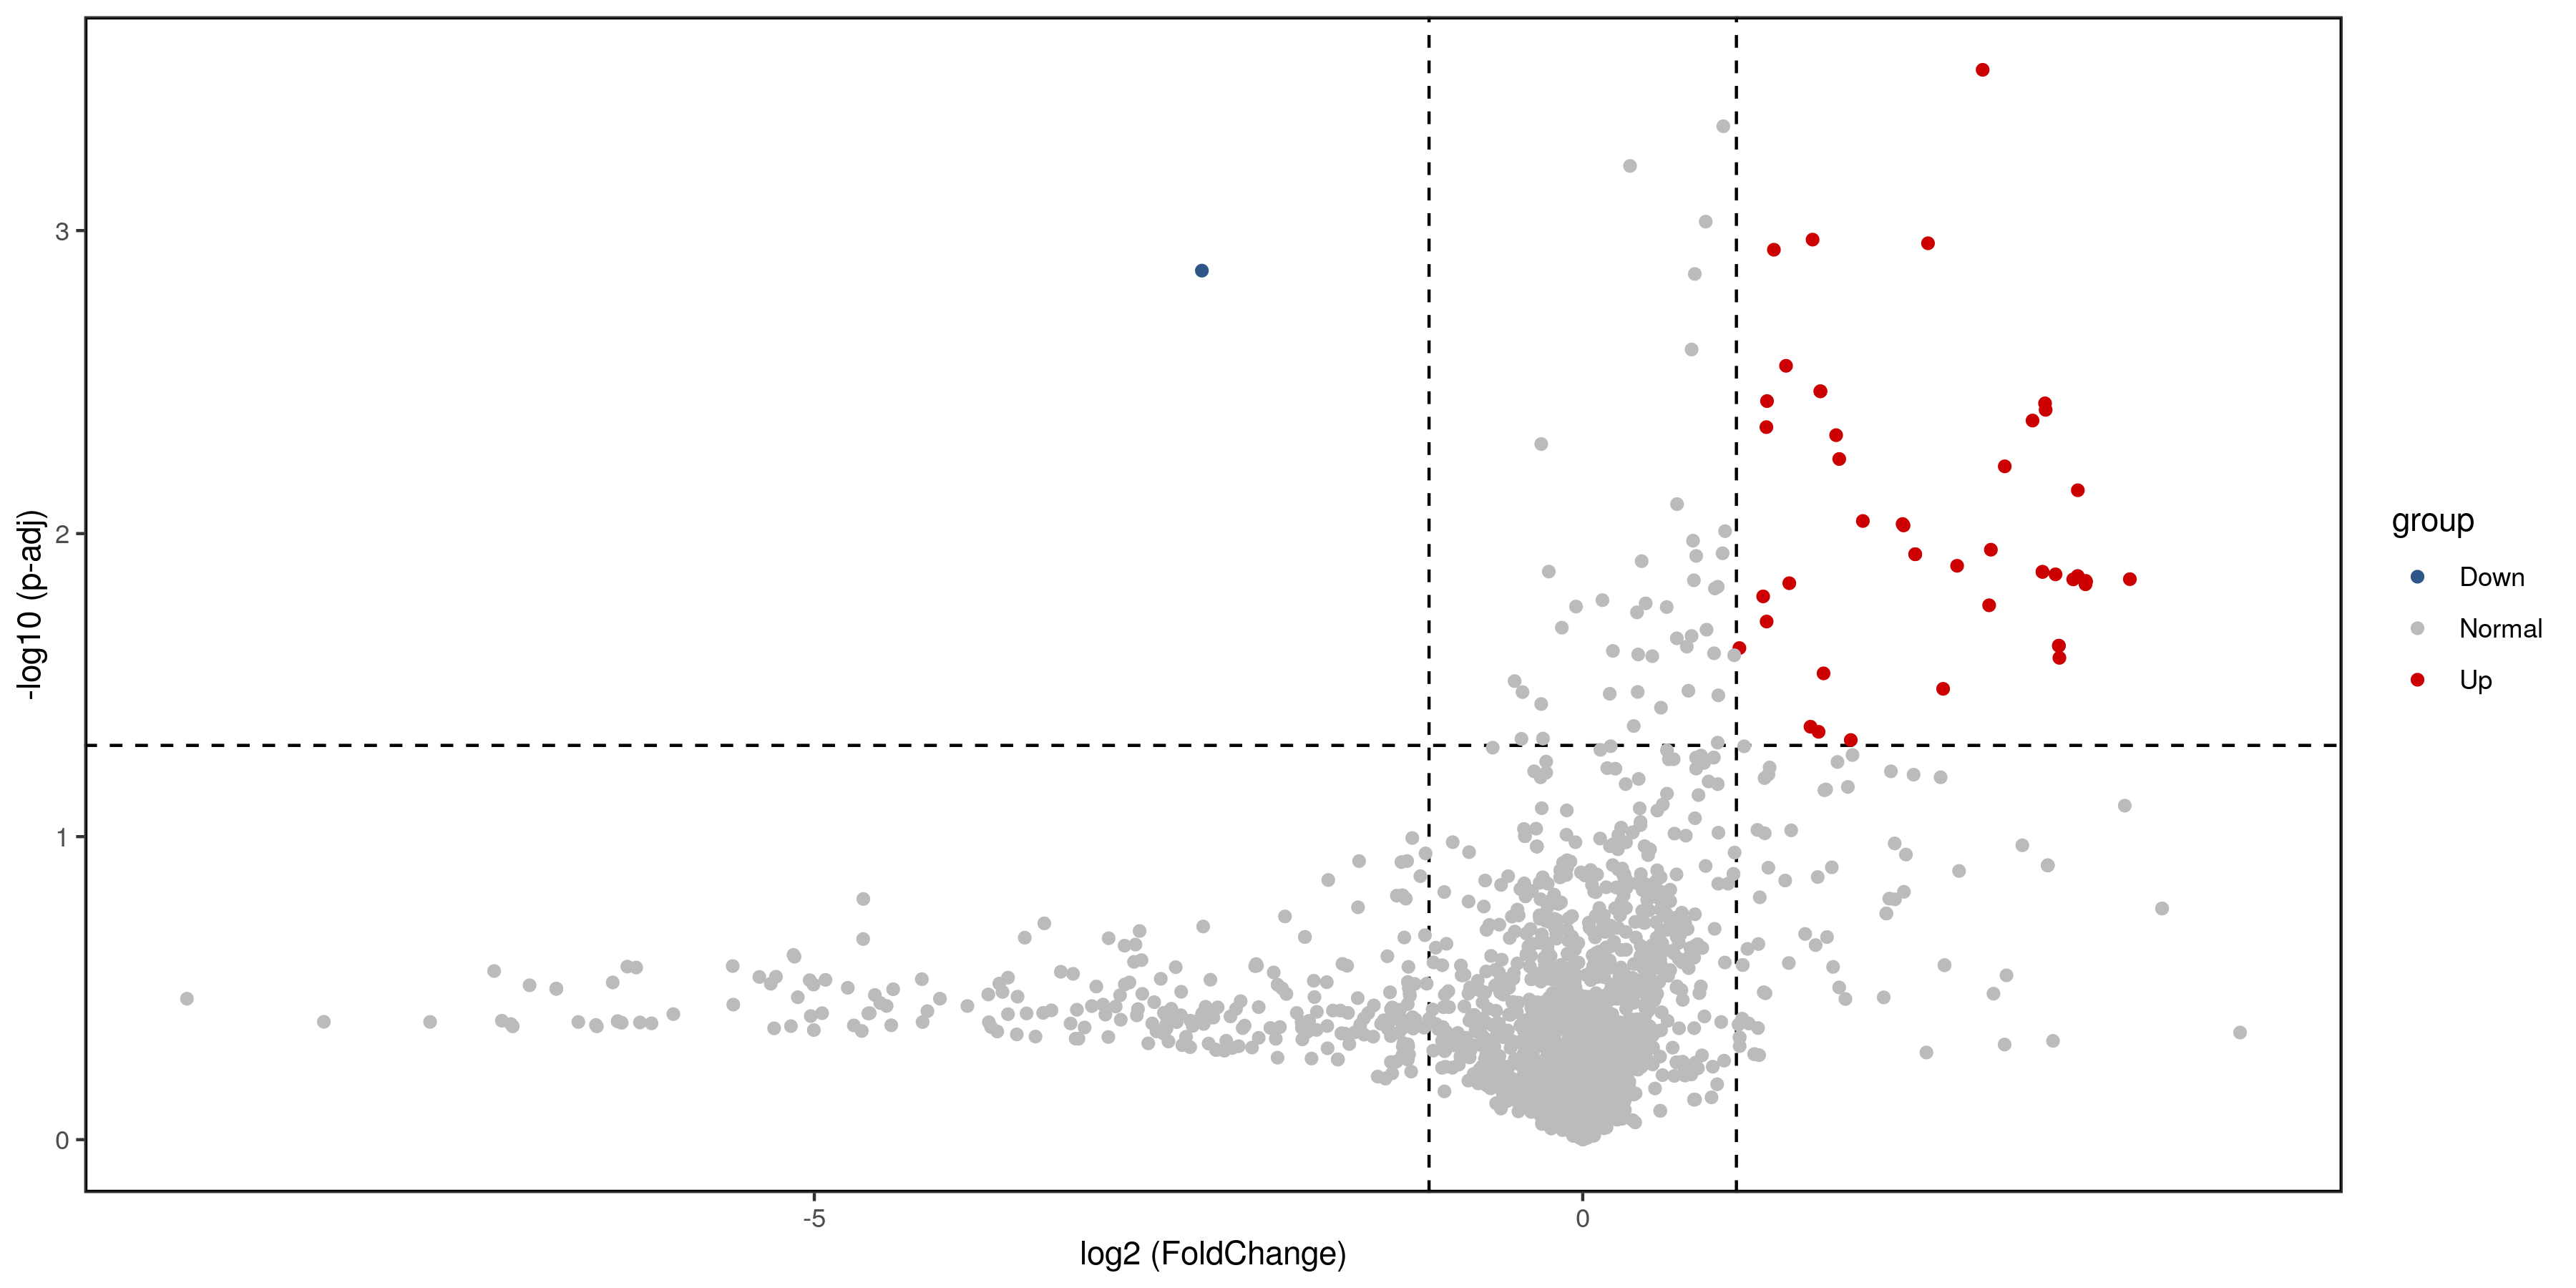 3
2
1
0
-log10 (p-adj)
-5
0
log2 (FoldChange)
group
Down
Normal
Up